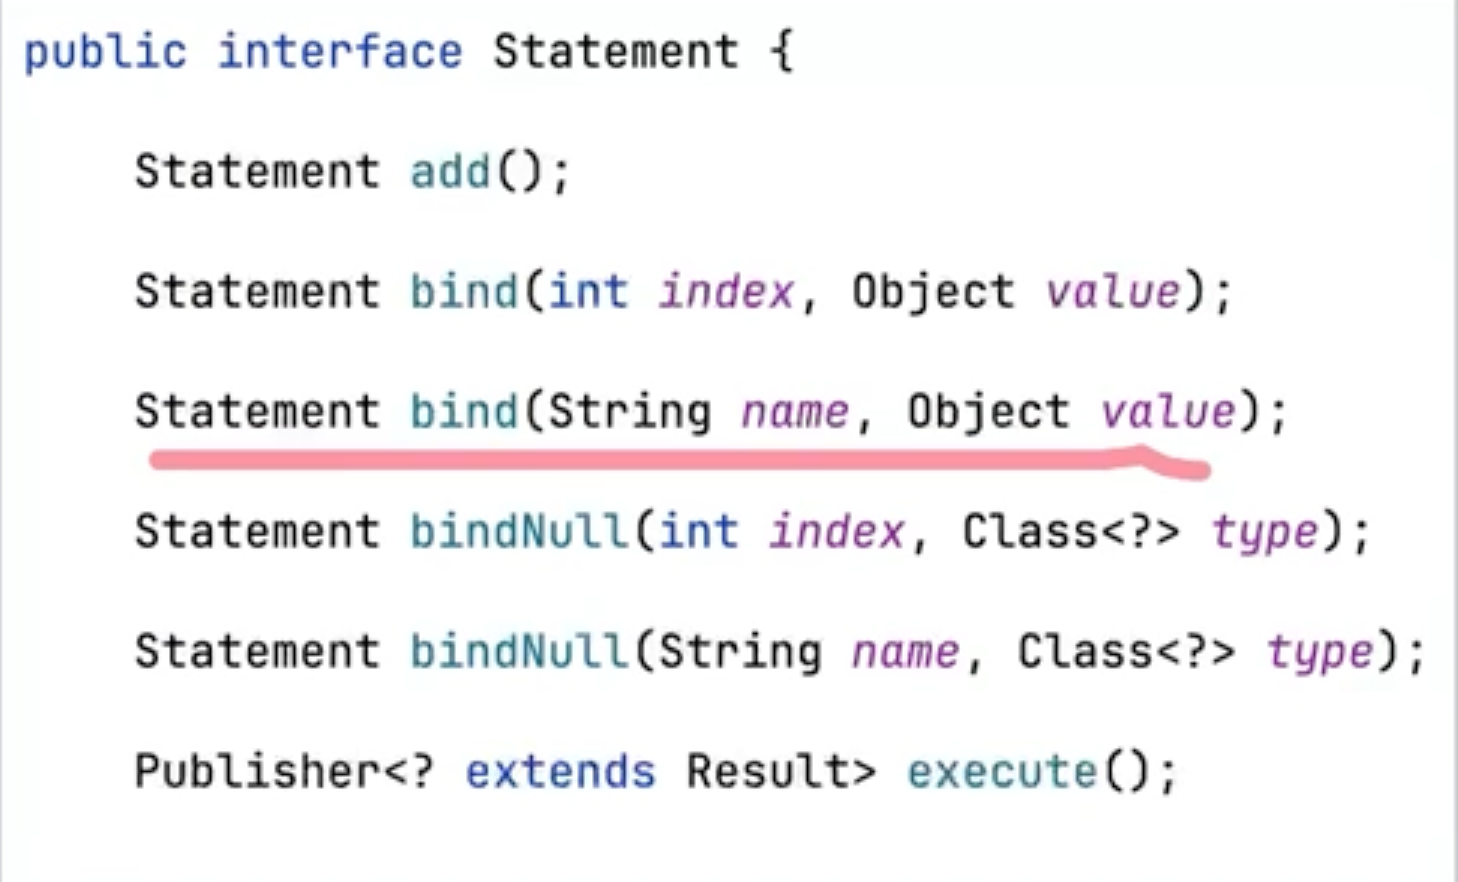 public interface Statement {
Statement add();
Statement bind(int index, Object value);
Statement bind(String name, Object value);
Statement bindNull(int index, Class<?> type);
Statement bindNull(String name, Class<?> type);
Publisher<? extends Result> execute();